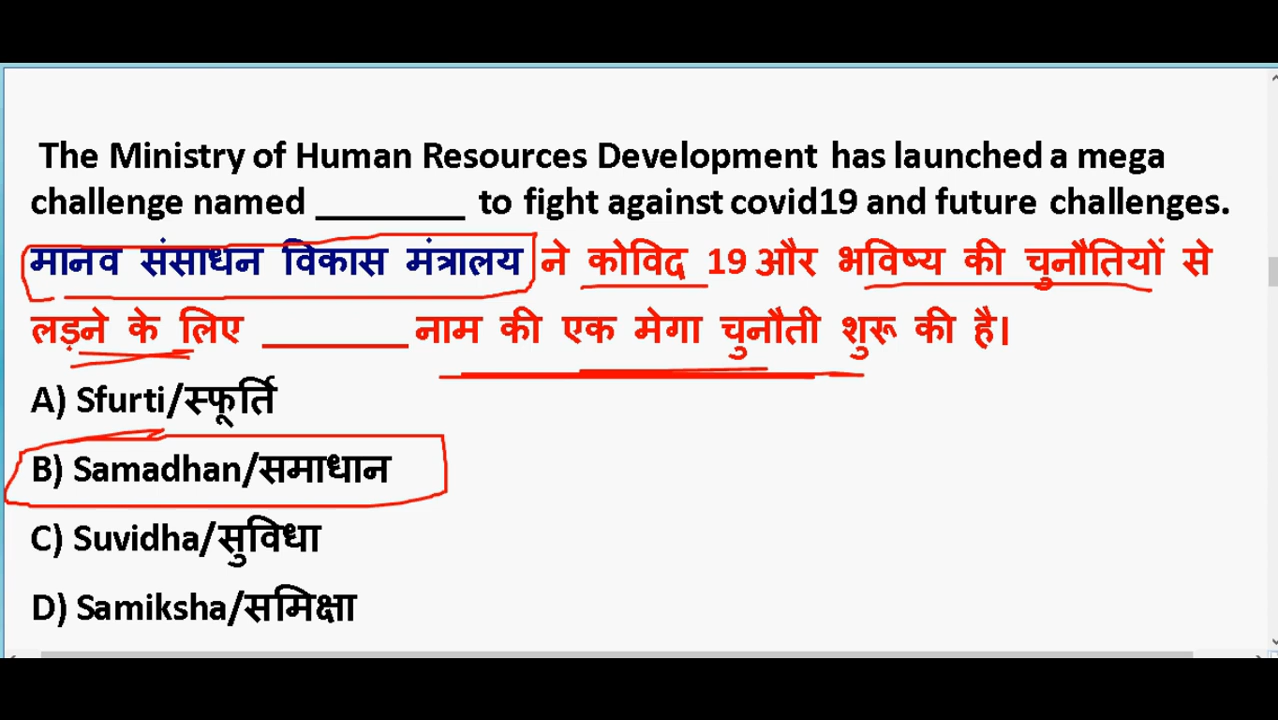 The Ministry of Human Resources Development has launched a mega
challenge named ________ to fight against covid19 and future challenges.
मानव संसाधन विकास मंत्रालय ने कोविद 19 और भविष्य की चुनौतियों से
लड़ने के लिए ________ नाम की एक मेगा चुनौती शुरू की है।
A) Sfurti/स्फूर्ति
B) Samadhan/समाधान
C) Suvidha/सुविधा
D) Samiksha/समिक्षा